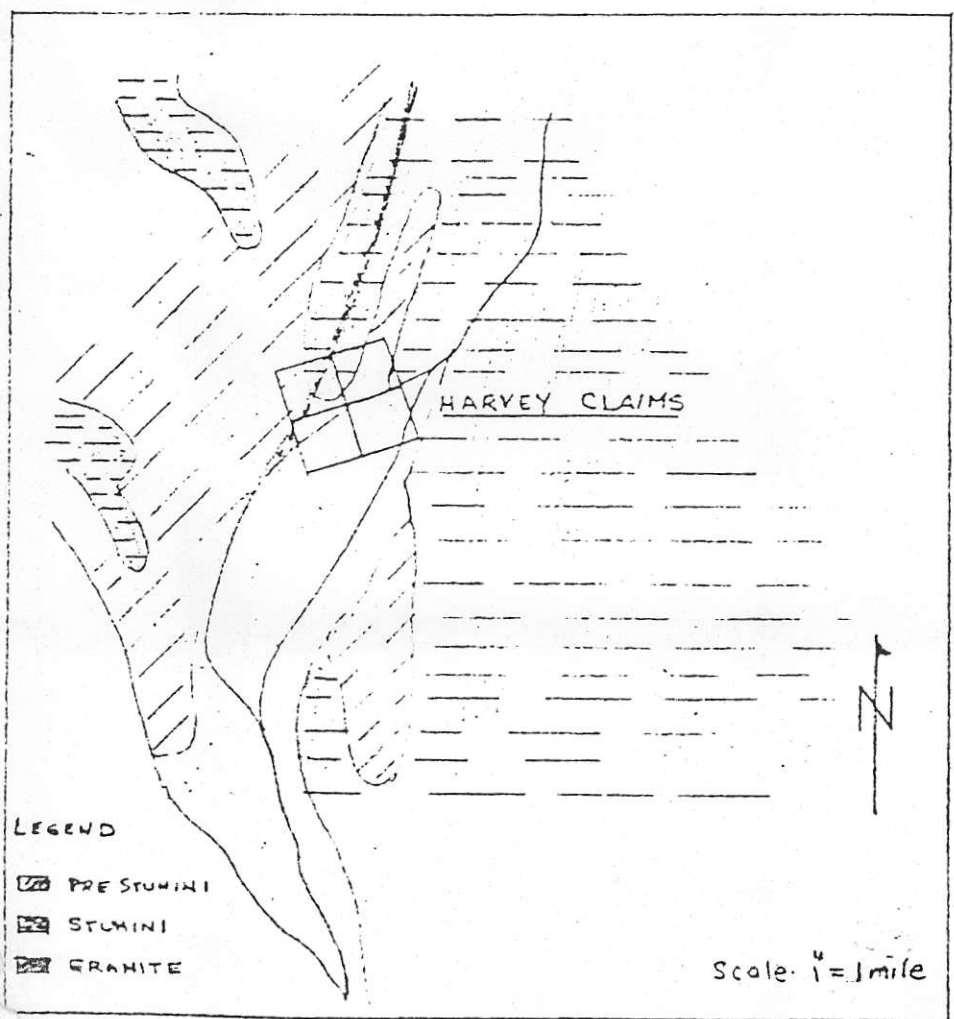 HARVEY CLAIMS
N
LEGEND
PRE STUHINI
STUHINI
GRANITE
Scale. 1" = 1 mile